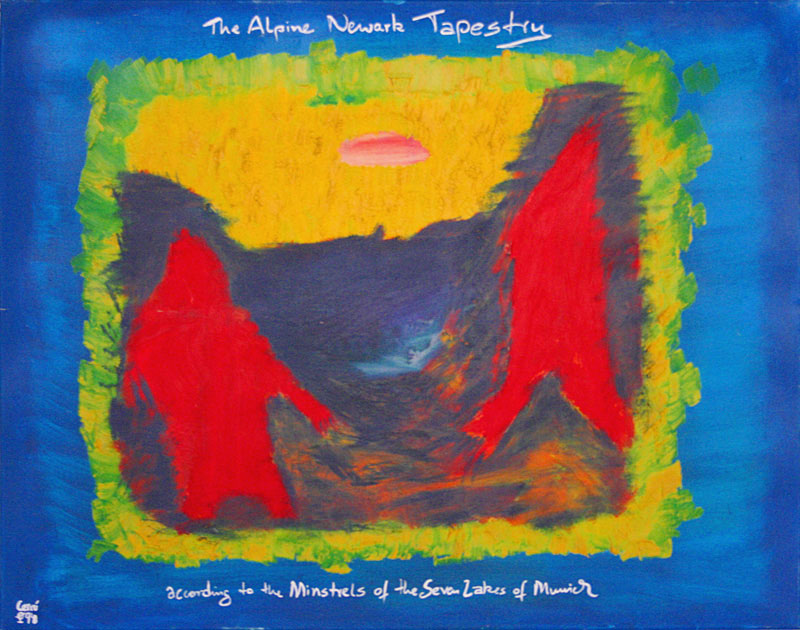 The Alpine Newark Tapestry
according to the Minstrels of the Seven Lakes of Munich